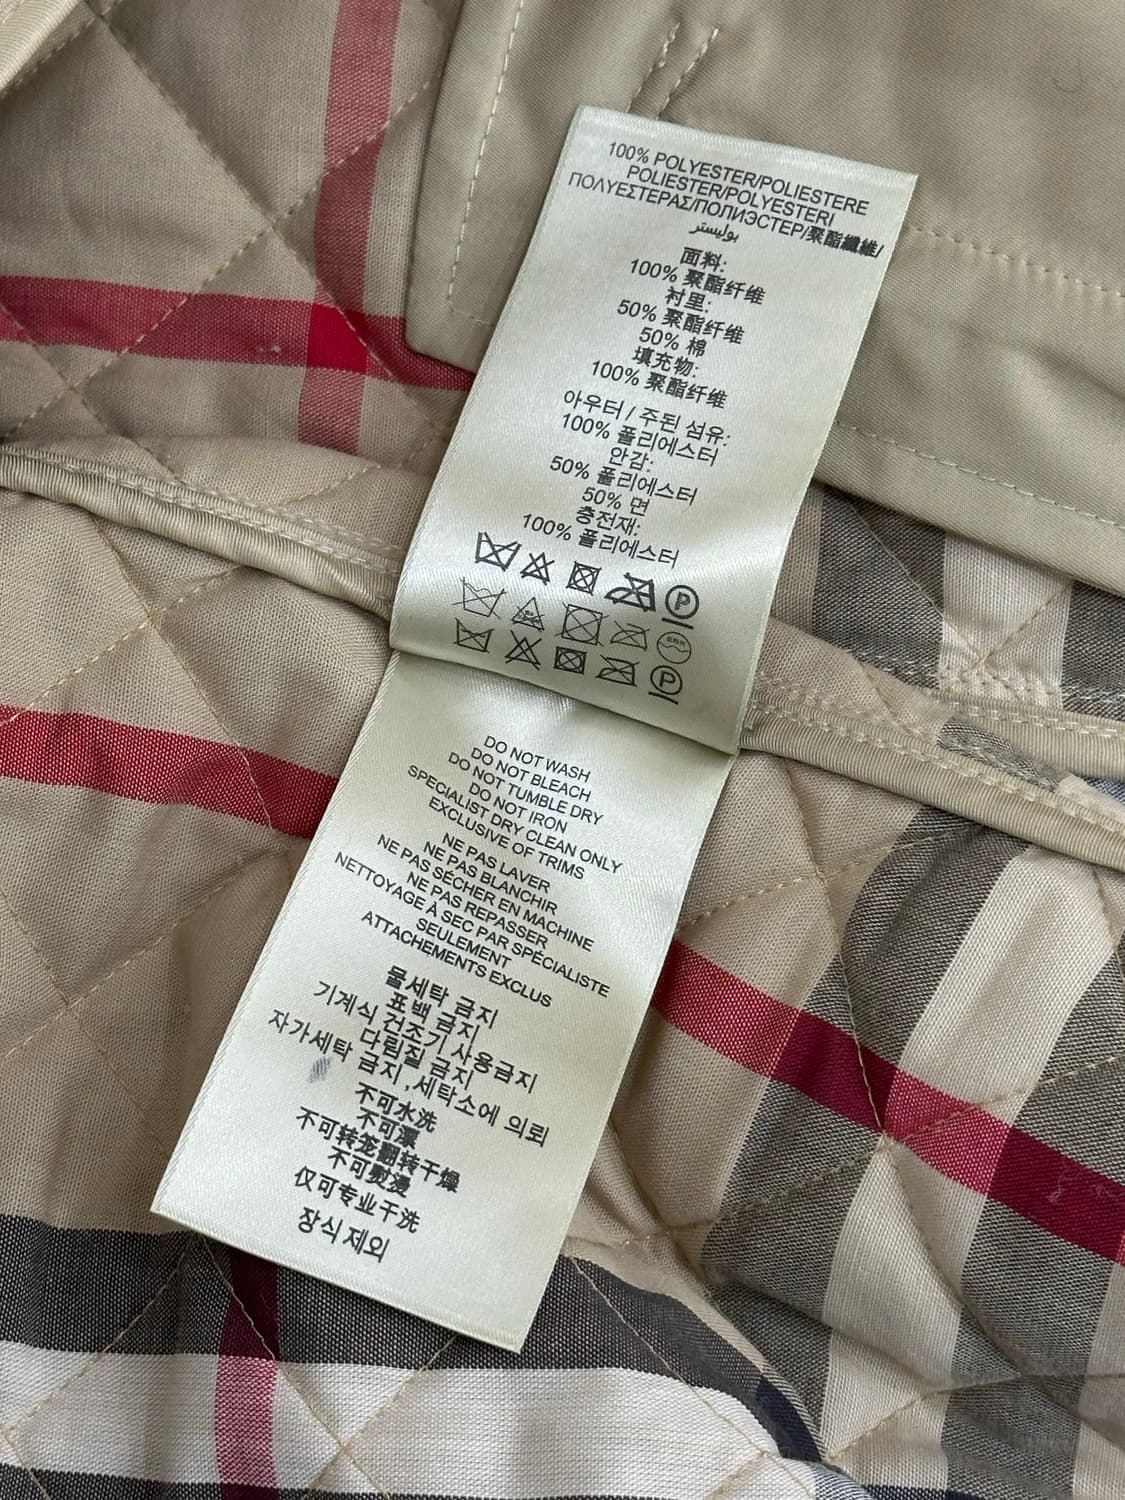 100% POLYESTER/POLIESTERE
POLIESTER/POLYESTERI
ΠΟΛΥΕΣΤΕΡΑΣ/ПОЛИЭСТЕР/聚酯纖維/
بوليستر
面料:
100% 聚酯纤维
衬里:
50% 聚酯纤维
50% 棉
填充物:
100% 聚酯纤维
아우터 / 주된 섬유:
100% 폴리에스터
안감:
50% 폴리에스터
50% 면
충전재:
100% 폴리에스터
P
P
DO NOT WASH
DO NOT BLEACH
DO NOT TUMBLE DRY
DO NOT IRON
SPECIALIST DRY CLEAN ONLY
EXCLUSIVE OF TRIMS
NE PAS LAVER
NE PAS BLANCHIR
NE PAS SÉCHER EN MACHINE
NE PAS REPASSER
NETTOYAGE À SEC PAR SPÉCIALISTE
SEULEMENT
ATTACHEMENTS EXCLUS
물세탁 금지
표백 금지
기계식 건조기 사용금지
다림질 금지
자가세탁 금지 ,세탁소에 의뢰
不可水洗
不可漂
不可转笼翻转干燥
不可熨烫
仅可专业干洗
장식 제외